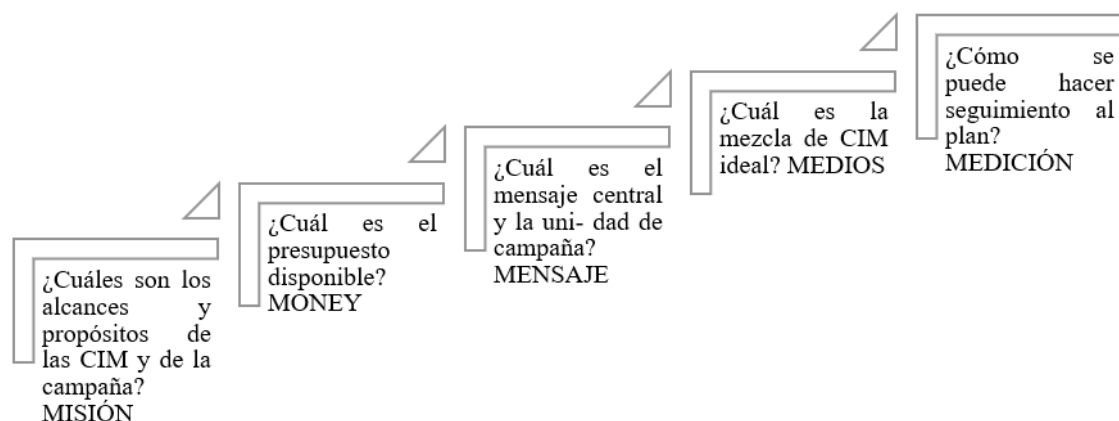 ¿Cuáles son los
alcances y
propósitos de
las CIM y de la
campaña?
MISIÓN
¿Cuál es el
presupuesto
disponible?
MONEY
¿Cuál es el
mensaje central
y la uni- dad de
campaña?
MENSAJE
¿Cuál es la
mezcla de CIM
ideal? MEDIOS
¿Cómo se
puede hacer
seguimiento al
plan?
MEDICIÓN